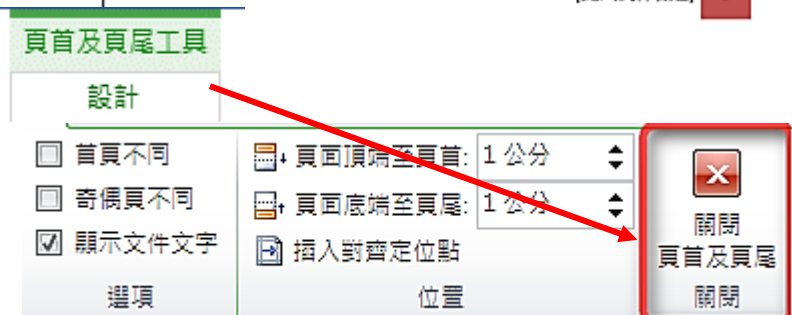 頁首及頁尾工具
設計
首頁不同
奇偶頁不同
顯示文件文字
選項
頁面頂端至頁首: 1 公分
頁面底端至頁尾: 1 公分
插入對齊定位點
位置
關閉
頁首及頁尾
關閉